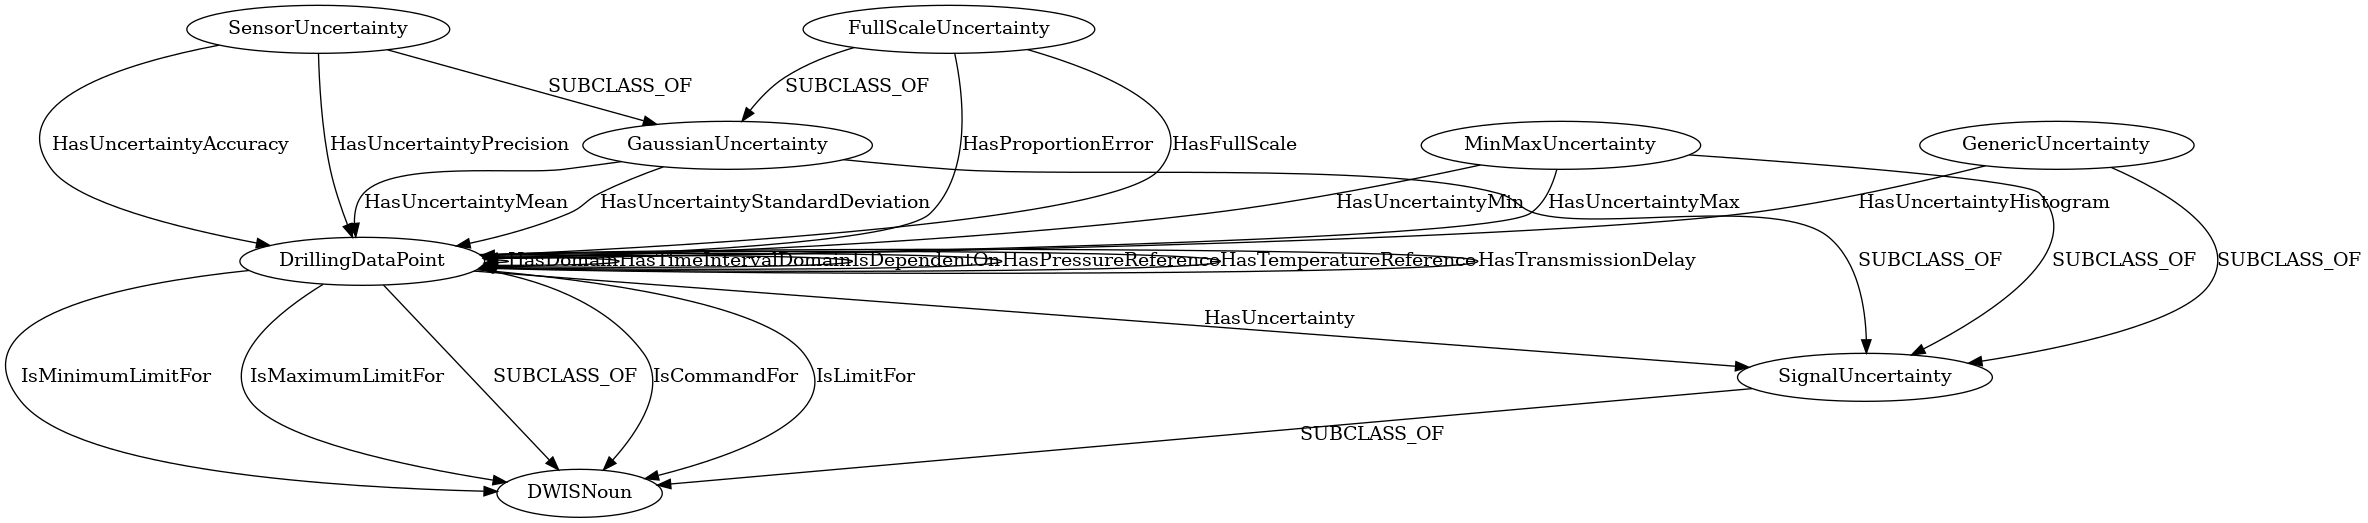 SensorUncertainty
FullScaleUncertainty
SUBCLASS_OF
SUBCLASS_OF
HasUncertaintyAccuracy
HasUncertaintyPrecision
GaussianUncertainty
HasProportionError
HasFullScale
MinMaxUncertainty
GenericUncertainty
HasUncertaintyMean
HasUncertaintyStandardDeviation
HasUncertaintyMin
HasUncertaintyMax
HasUncertaintyHistogram
DrillingDataPoint
HasDomain
HasTimeIntervalDomain
IsDependentOn
HasPressureReference
HasTemperatureReference
HasTransmissionDelay
SUBCLASS_OF
SUBCLASS_OF
SUBCLASS_OF
HasUncertainty
IsMinimumLimitFor
IsMaximumLimitFor
SUBCLASS_OF
IsCommandFor
IsLimitFor
SignalUncertainty
SUBCLASS_OF
DWISNoun